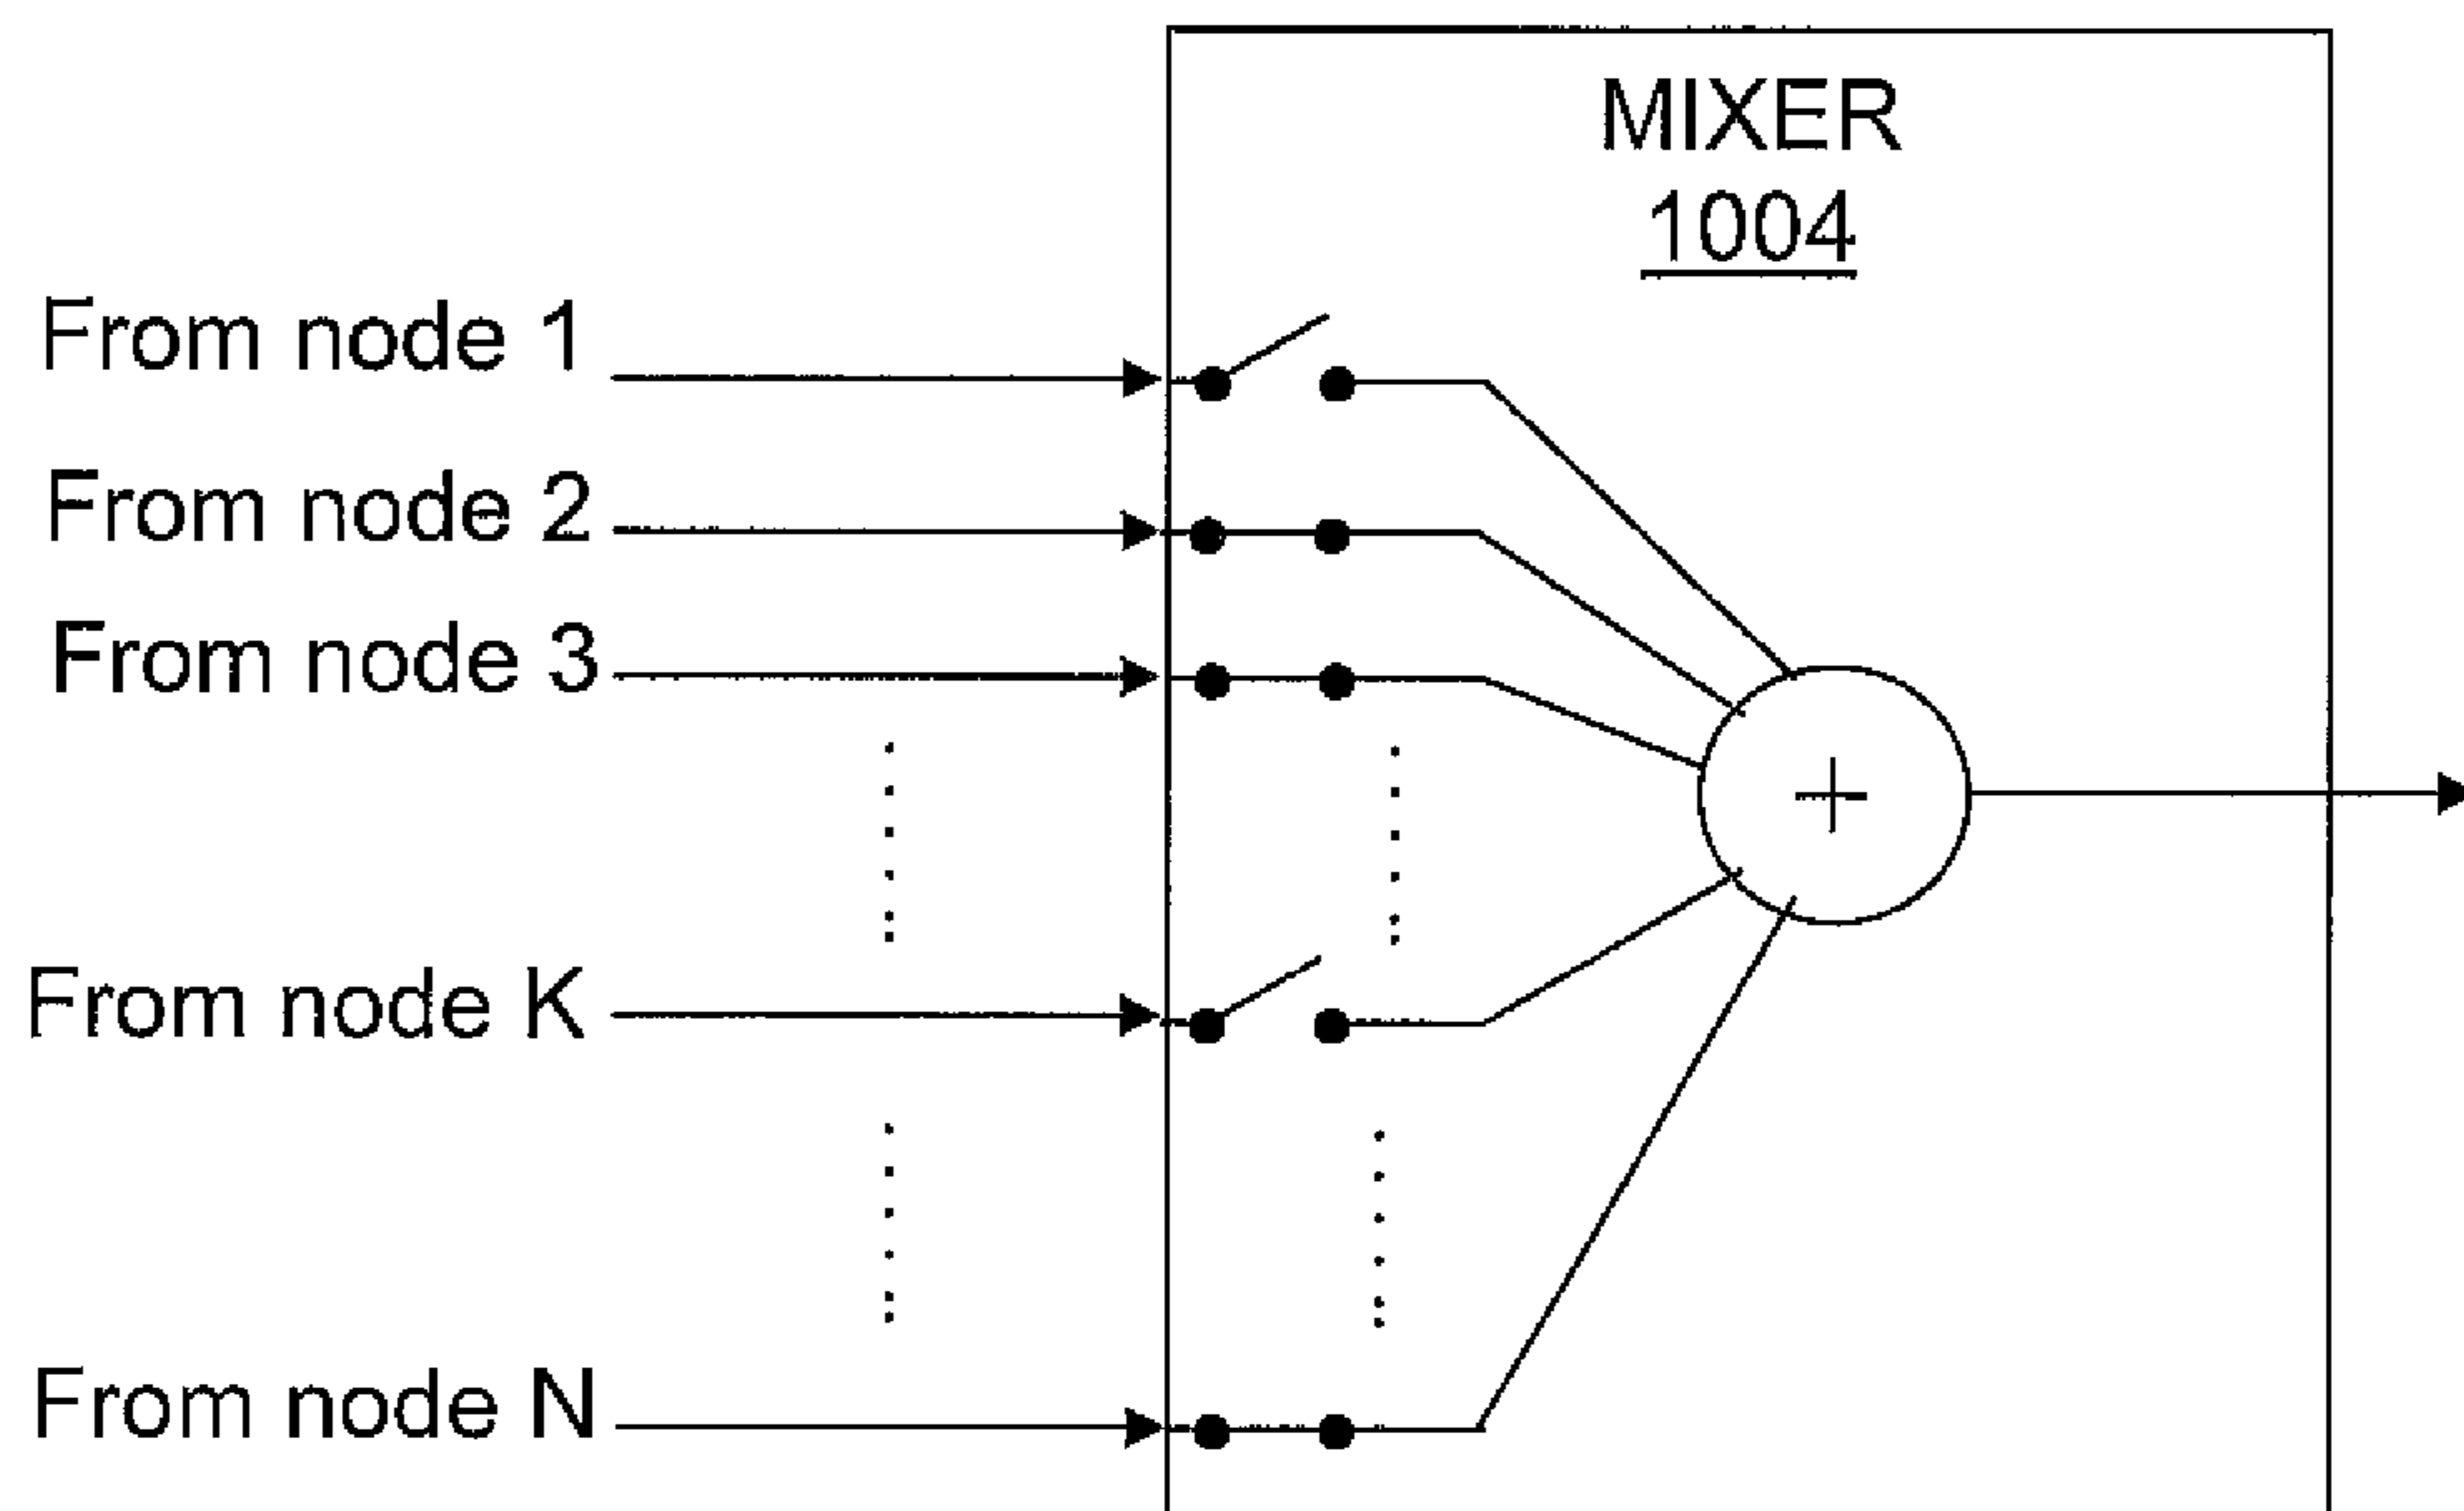 MIXER
1004
From node 1
From node 2
From node 3
From node K
From node N
+